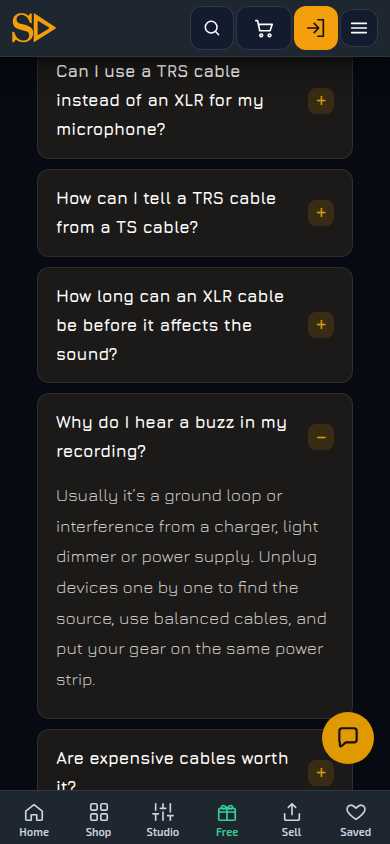 S
Can I use a TRS cable
instead of an XLR for my
microphone?
How can I tell a TRS cable
from a TS cable?
How long can an XLR cable
be before it affects the
sound?
Why do I hear a buzz in my
recording?
Usually it's a ground loop or
interference from a charger, light
dimmer or power supply. Unplug
devices one by one to find the
source, use balanced cables, and
put your gear on the same power
strip.
Are expensive cables worth
it?
Home Shop Studio Free Sell Saved